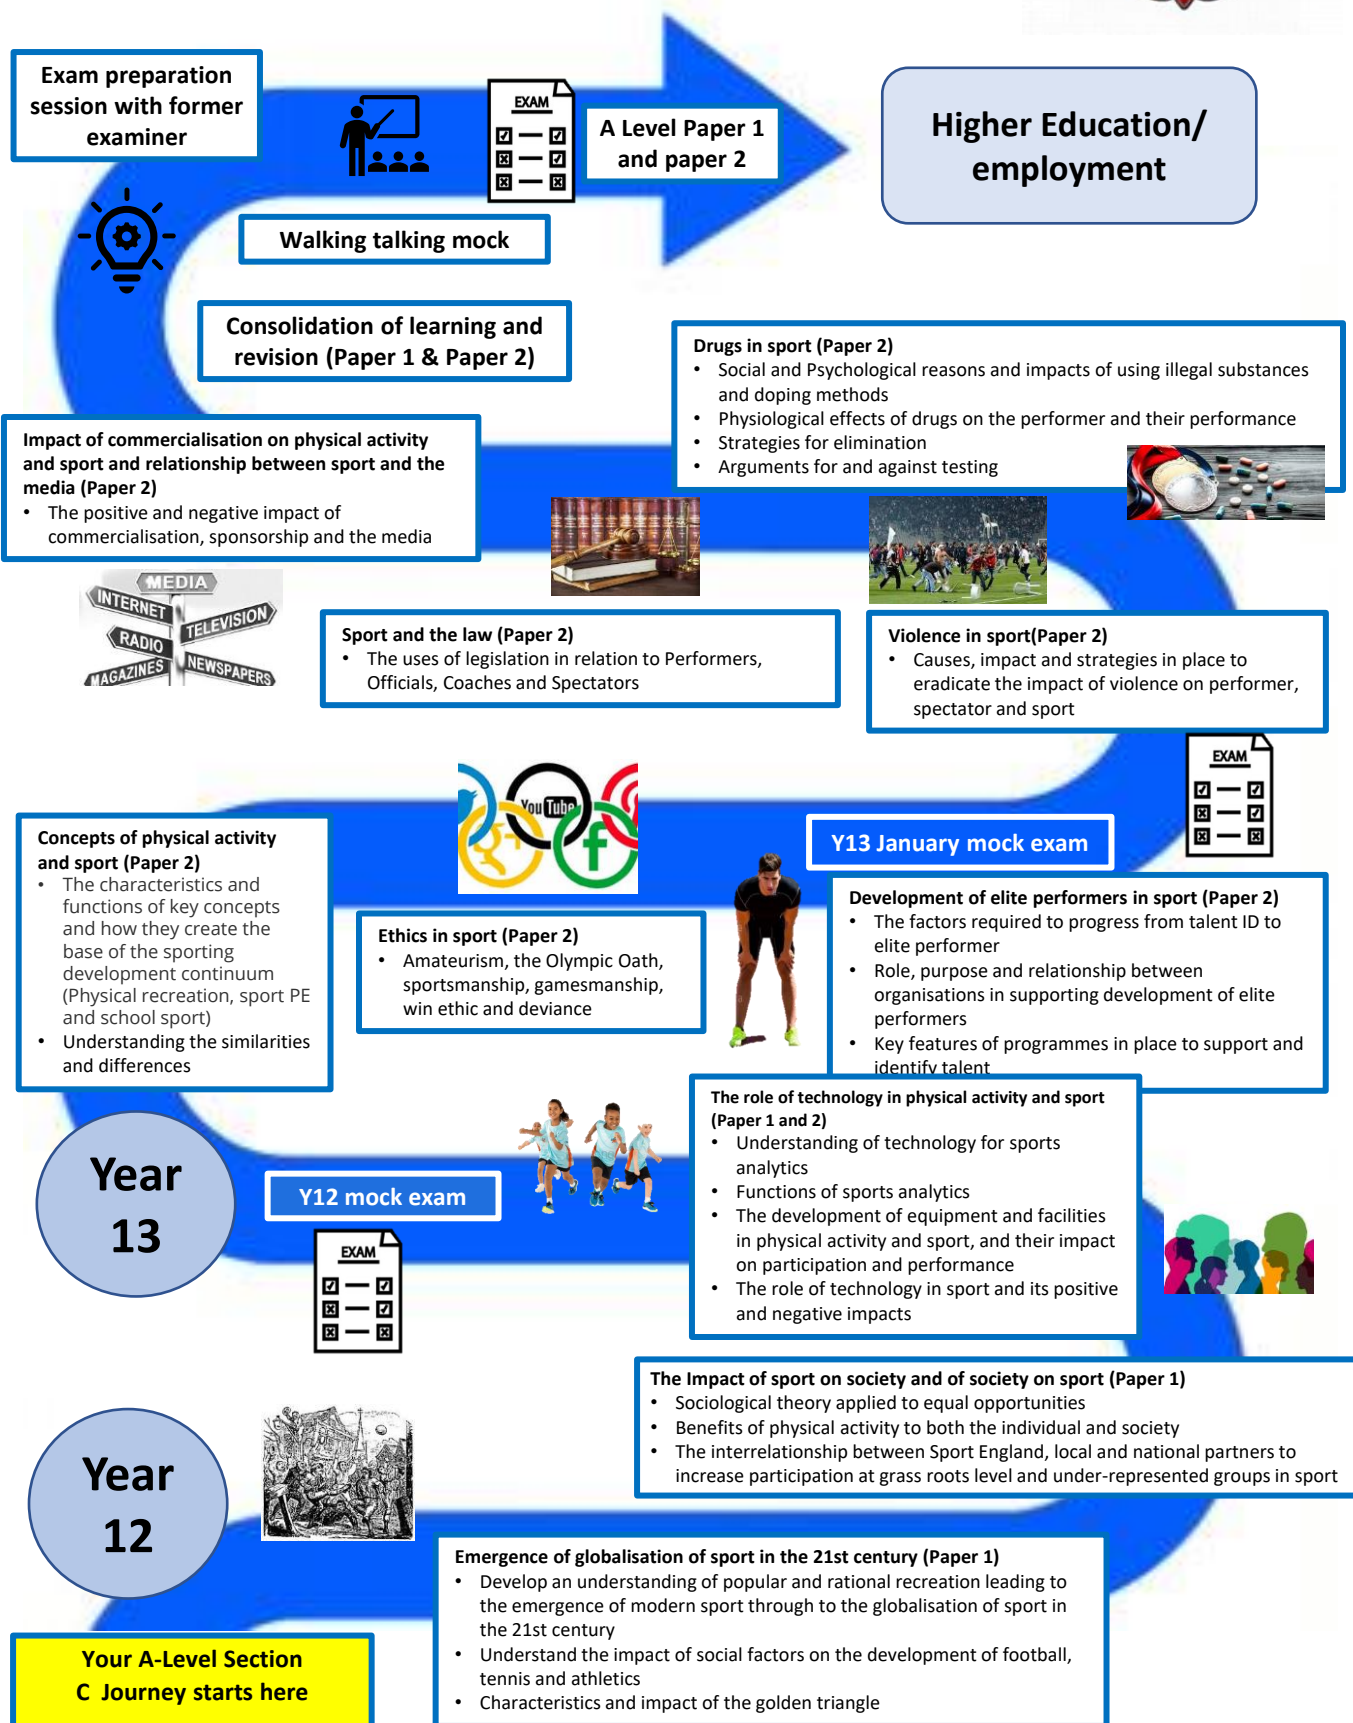 Exam preparation
session with former
examiner
EXAM
A Level Paper 1
and paper 2
Higher Education/
employment
Walking talking mock
Consolidation of learning and
revision (Paper 1 & Paper 2)
Drugs in sport (Paper 2)
• Social and Psychological reasons and impacts of using illegal substances
and doping methods
• Physiological effects of drugs on the performer and their performance
• Strategies for elimination
• Arguments for and against testing
Impact of commercialisation on physical activity
and sport and relationship between sport and the
media (Paper 2)
• The positive and negative impact of
commercialisation, sponsorship and the media
MEDIA
INTERNET
TELEVISION
RADIO
MAGAZINES
NEWSPAPERS
Sport and the law (Paper 2)
• The uses of legislation in relation to Performers,
Officials, Coaches and Spectators
Violence in sport(Paper 2)
• Causes, impact and strategies in place to
eradicate the impact of violence on performer,
spectator and sport
EXAM
You Tube
Y13 January mock exam
Concepts of physical activity
and sport (Paper 2)
• The characteristics and
functions of key concepts
and how they create the
base of the sporting
development continuum
(Physical recreation, sport PE
and school sport)
• Understanding the similarities
and differences
Ethics in sport (Paper 2)
• Amateurism, the Olympic Oath,
sportsmanship, gamesmanship,
win ethic and deviance
Development of elite performers in sport (Paper 2)
• The factors required to progress from talent ID to
elite performer
• Role, purpose and relationship between
organisations in supporting development of elite
performers
• Key features of programmes in place to support and
identify talent
The role of technology in physical activity and sport
(Paper 1 and 2)
• Understanding of technology for sports
analytics
• Functions of sports analytics
• The development of equipment and facilities
in physical activity and sport, and their impact
on participation and performance
• The role of technology in sport and its positive
and negative impacts
Year
13
Y12 mock exam
EXAM
The Impact of sport on society and of society on sport (Paper 1)
• Sociological theory applied to equal opportunities
• Benefits of physical activity to both the individual and society
• The interrelationship between Sport England, local and national partners to
increase participation at grass roots level and under-represented groups in sport
Year
12
Emergence of globalisation of sport in the 21st century (Paper 1)
• Develop an understanding of popular and rational recreation leading to
the emergence of modern sport through to the globalisation of sport in
the 21st century
• Understand the impact of social factors on the development of football,
tennis and athletics
• Characteristics and impact of the golden triangle
Your A-Level Section
C Journey starts here